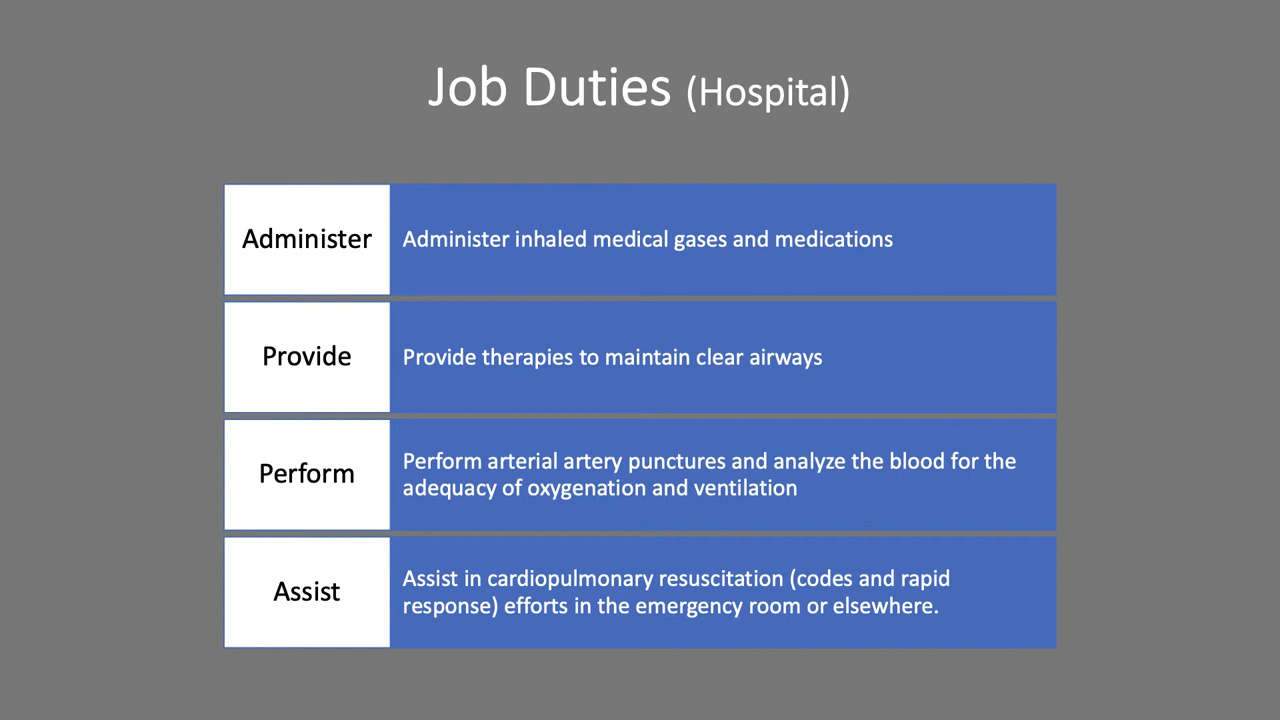 Job Duties (Hospital)
Administer
Administer inhaled medical gases and medications
Provide
Provide therapies to maintain clear airways
Perform
Perform arterial artery punctures and analyze the blood for the
adequacy of oxygenation and ventilation
Assist
Assist in cardiopulmonary resuscitation (codes and rapid
response) efforts in the emergency room or elsewhere.